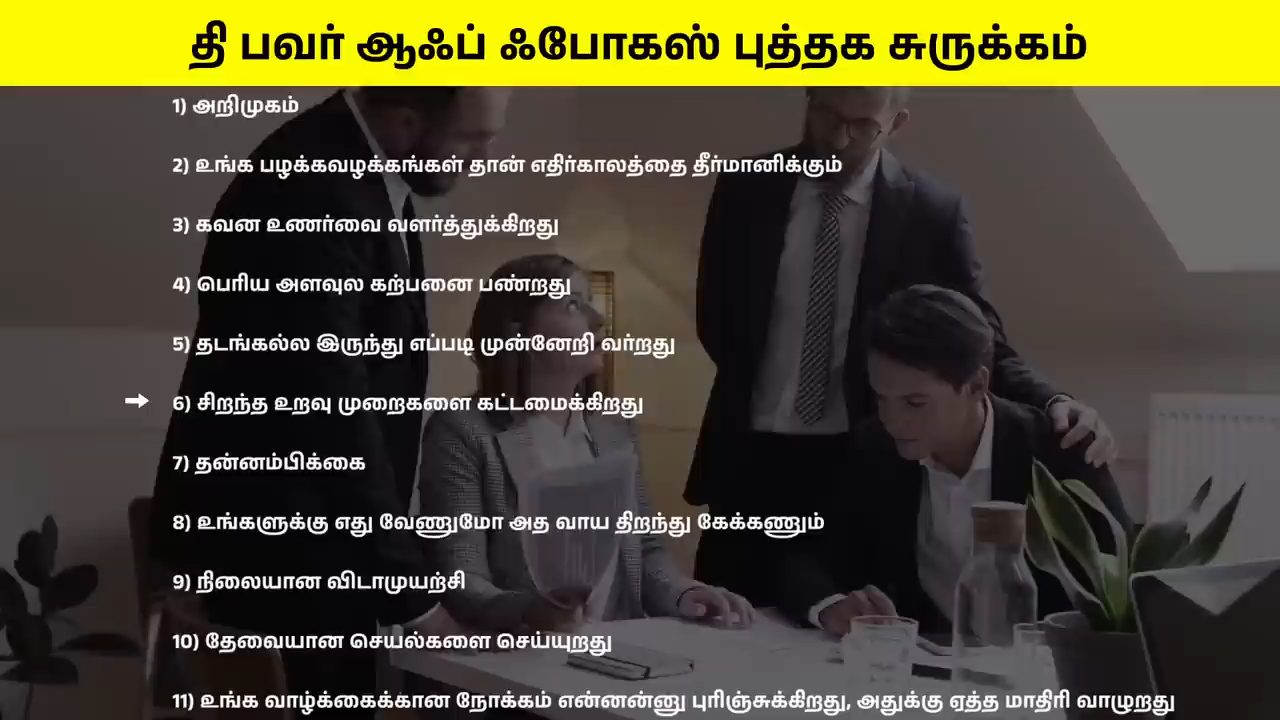 தி பவர் ஆஃப் ஃபோகஸ் புத்தக சுருக்கம்
1) அறிமுகம்
2) உங்க பழக்கவழக்கங்கள் தான் எதிர்காலத்தை தீர்மானிக்கும்
3) கவன உணர்வை வளர்த்துக்கிறது
4) பெரிய அளவுல கற்பனை பண்றது
5) தடங்கல்ல இருந்து எப்படி முன்னேறி வர்றது
6) சிறந்த உறவு முறைகளை கட்டமைக்கிறது
7) தன்னம்பிக்கை
8) உங்களுக்கு எது வேணுமோ அத வாய திறந்து கேக்கணும்
9) நிலையான விடாமுயற்சி
10) தேவையான செயல்களை செய்யுறது
11) உங்க வாழ்க்கைக்கான நோக்கம் என்னன்னு புரிஞ்சுக்கிறது, அதுக்கு ஏத்த மாதிரி வாழுறது